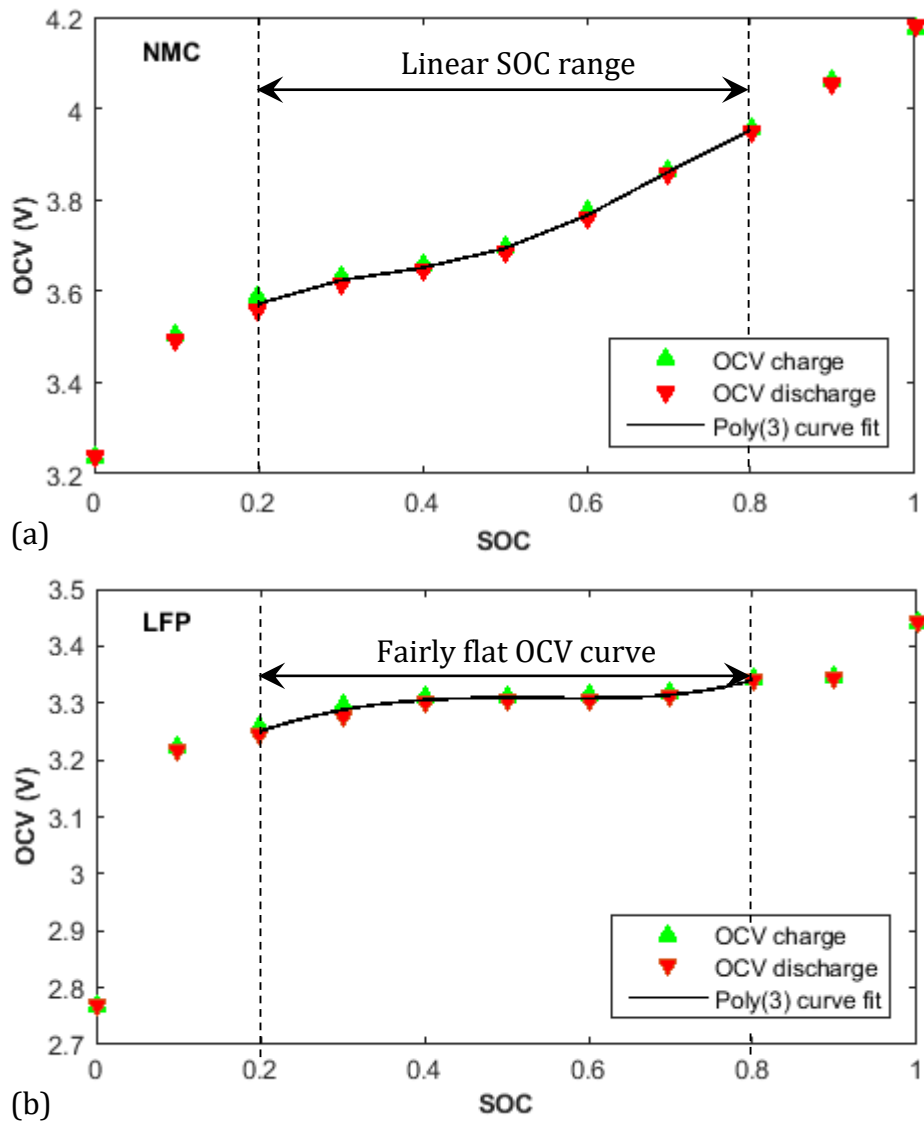 4.2
NMC
Linear SOC range
4
3.8
OCV (V)
3.6
OCV charge
OCV discharge
3.4
Poly(3) curve fit
3.2
0 0.2 0.4 0.6 0.8 1
(a)
SOC
3.5
LFP
3.4
Fairly flat OCV curve
3.3
3.2
3.1
OCV (V)
3
2.9
OCV charge
OCV discharge
2.8
Poly(3) curve fit
2.7
0 0.2 0.4 0.6 0.8 1
(b)
SOC